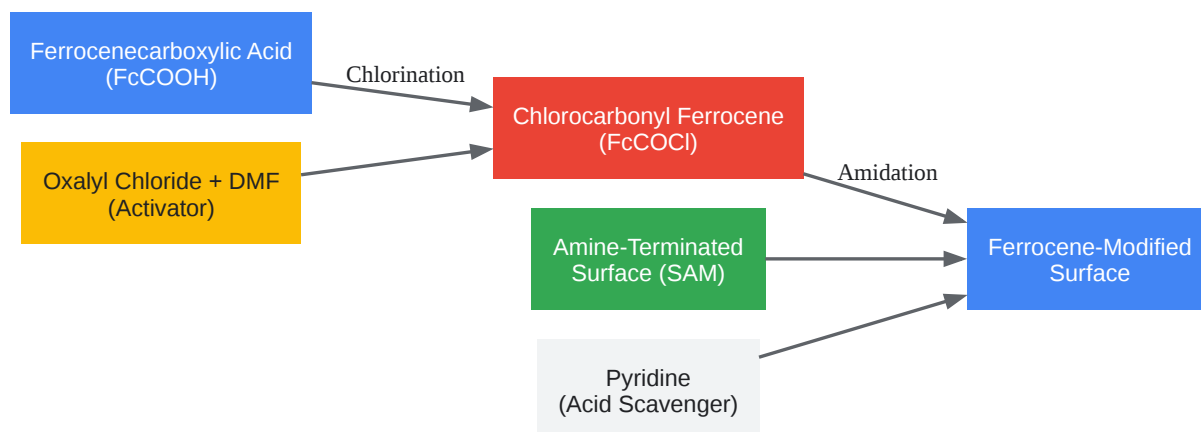 Ferrocenecarboxylic Acid
(FcCOOH)
Chlorination
Oxalyl Chloride + DMF
(Activator)
Chlorocarbonyl Ferrocene
(FcCOCl)
Amidation
Amine-Terminated
Surface (SAM)
Ferrocene-Modified
Surface
Pyridine
(Acid Scavenger)